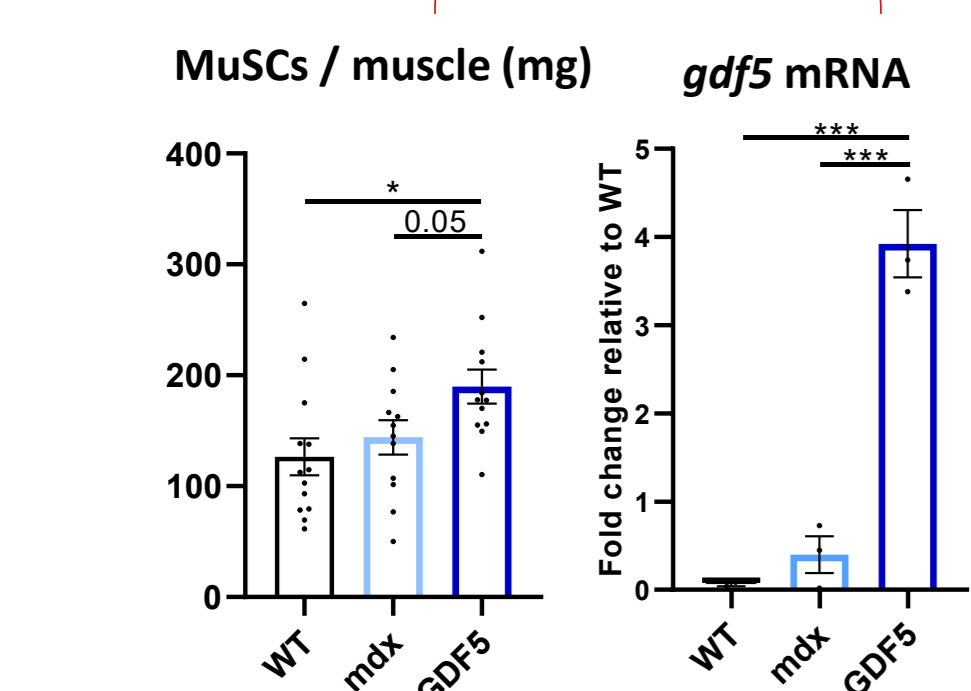 MuSCs / muscle (mg)
400
300
200
100
0
*
0.05
WT
mdx
GDF5
gdf5 mRNA
Fold change relative to WT
5
4
3
2
1
0
***
***
WT
mdx
GDF5